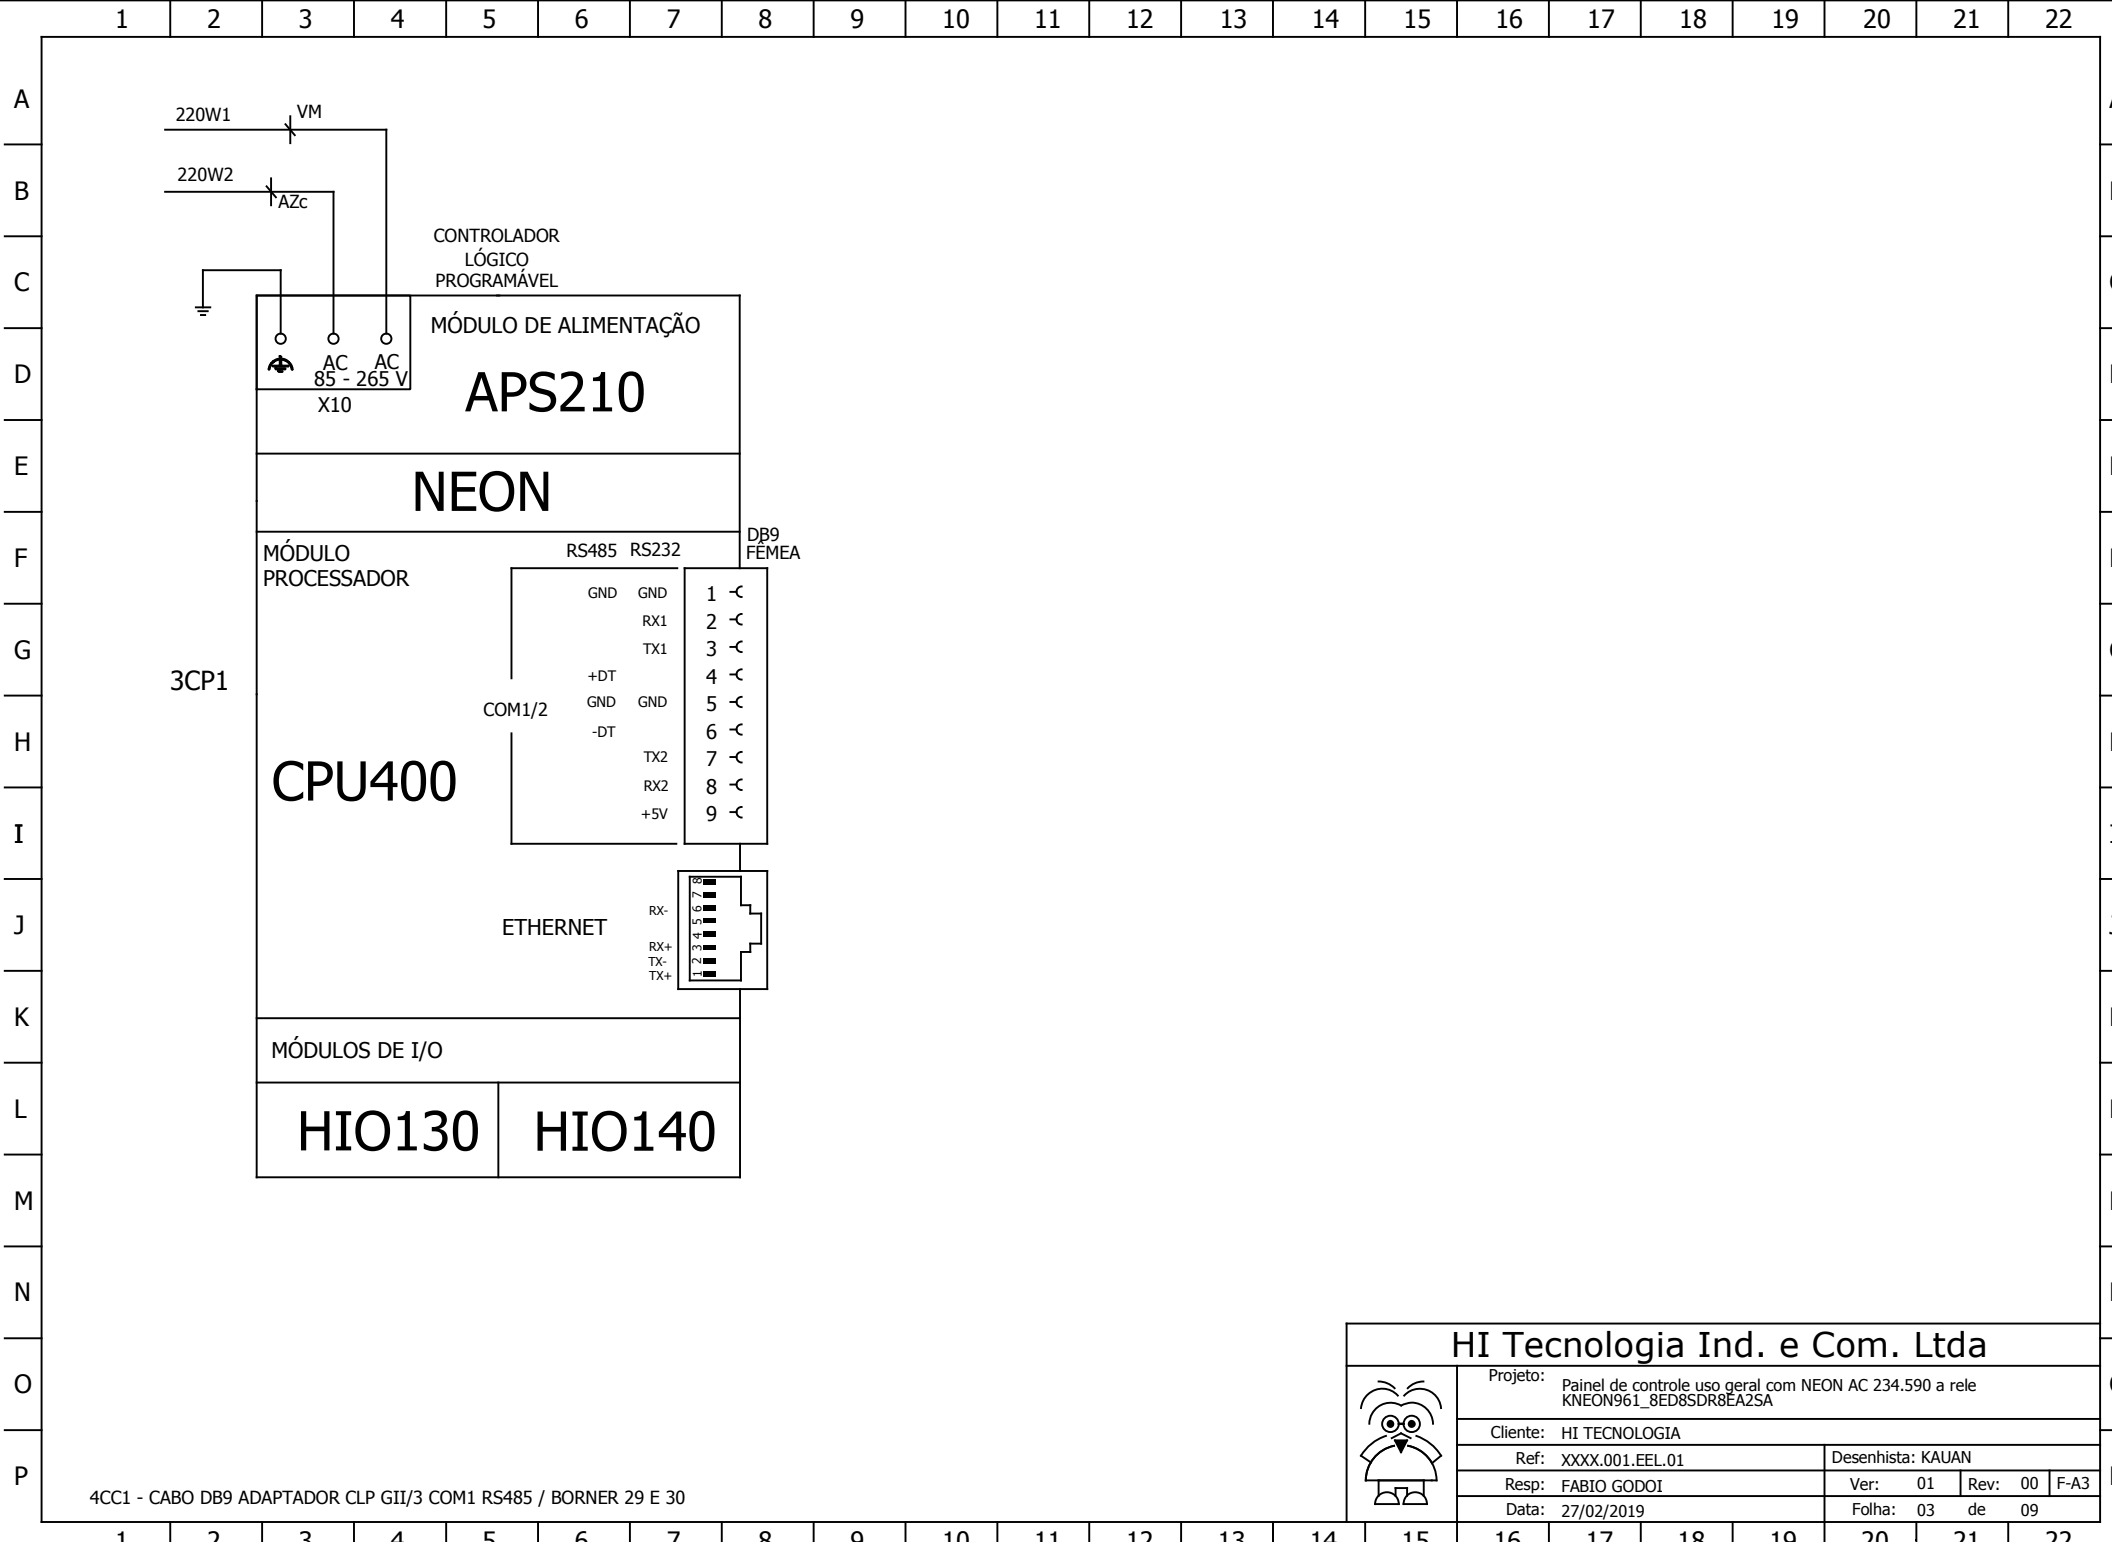 1 2 3 4 5 6 7 8 9 10 11 12 13 14 15 16 17 18 19 20 21 22
A
B
C
D
E
F
G
H
I
J
K
L
M
N
O
P
220W1
VM
220W2
AZc
CONTROLADOR
LÓGICO
PROGRAMÁVEL
MÓDULO DE ALIMENTAÇÃO
AC AC
85 - 265 V
X10
APS210
NEON
MÓDULO
PROCESSADOR
RS485 RS232
DB9
FÊMEA
GND GND 1
RX1 2
TX1 3
+DT 4
GND GND 5
-DT 6
TX2 7
RX2 8
+5V 9
COM1/2
3CP1
CPU400
ETHERNET
RX-
RX+
TX-
TX+
1 2 3 4 5 6 7 8
MÓDULOS DE I/O
HIO130 HIO140
4CC1 - CABO DB9 ADAPTADOR CLP GII/3 COM1 RS485 / BORNER 29 E 30
HI Tecnologia Ind. e Com. Ltda
Projeto: Painel de controle uso geral com NEON AC 234.590 a rele
KNEON961_8ED8SDR8EA2SA
Cliente: HI TECNOLOGIA
Ref: XXXX.001.EEL.01 Desenhista: KAUAN
Resp: FABIO GODOI Ver: 01 Rev: 00 F-A3
Data: 27/02/2019 Folha: 03 de 09
1 2 3 4 5 6 7 8 9 10 11 12 13 14 15 16 17 18 19 20 21 22